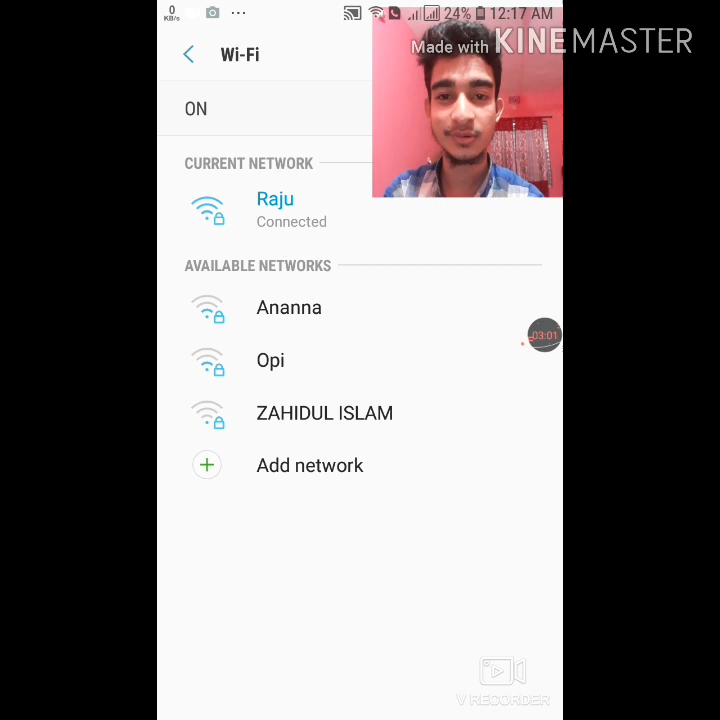 0
KB/s
24% 12:17 AM
Made with KINEMASTER
Wi-Fi
ON
CURRENT NETWORK
Raju
Connected
AVAILABLE NETWORKS
Ananna
03:01
Opi
ZAHIDUL ISLAM
Add network
V RECORDER